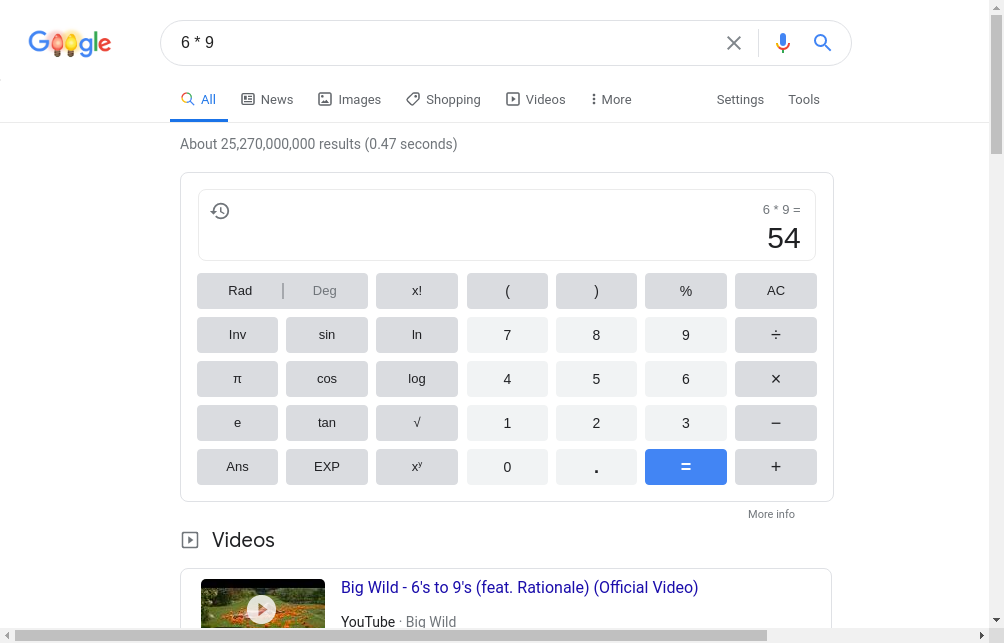 Google
6 * 9
All News Images Shopping Videos More Settings Tools
About 25,270,000,000 results (0.47 seconds)
6 * 9 =
54
Rad Deg x! ( ) % AC
Inv sin ln 7 8 9 ÷
π cos log 4 5 6 ×
e tan √ 1 2 3 −
Ans EXP xʸ 0 . = +
More info
Videos
Big Wild - 6's to 9's (feat. Rationale) (Official Video)
YouTube · Big Wild